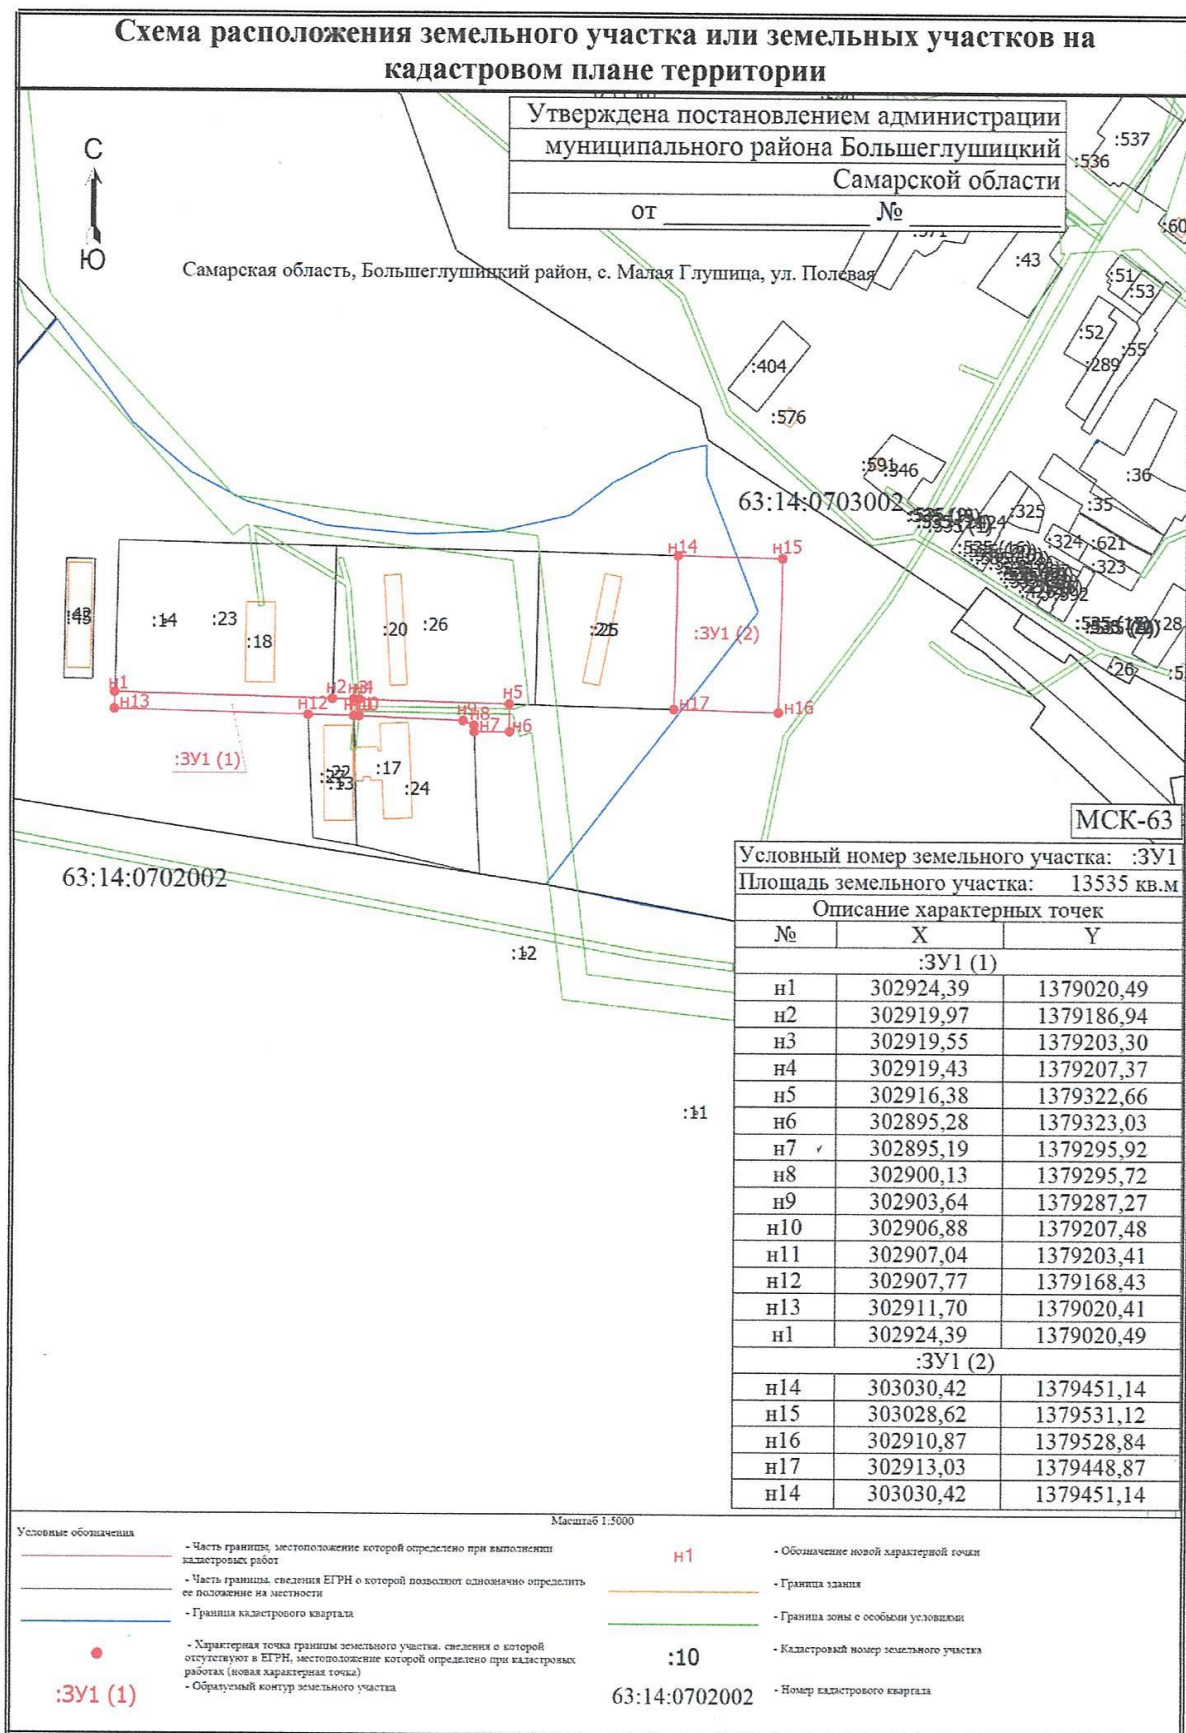 Схема расположения земельного участка или земельных участков на
кадастровом плане территории
Утверждена постановлением администрации
муниципального района Большеглушицкий
Самарской области
от №
С
Ю
Самарская область, Большеглушицкий район, с. Малая Глушица, ул. Полевая
:537
:536
:60
:43
:51
:53
:52
:55
:289
:404
:576
:591
:346
:36
63:14:0703002
:35
:325
:324
:621
:323
:28
:26
н14
н15
:ЗУ1 (2)
:14
:23
:18
:20
:26
н1
н13
н2
н12
н5
н9
н8
н7
н6
н17
н16
:ЗУ1 (1)
:17
:24
:13
63:14:0702002
:12
:11
МСК-63
Условный номер земельного участка: :ЗУ1
Площадь земельного участка: 13535 кв.м
Описание характерных точек
№ X Y
:ЗУ1 (1)
н1 302924,39 1379020,49
н2 302919,97 1379186,94
н3 302919,55 1379203,30
н4 302919,43 1379207,37
н5 302916,38 1379322,66
н6 302895,28 1379323,03
н7 302895,19 1379295,92
н8 302900,13 1379295,72
н9 302903,64 1379287,27
н10 302906,88 1379207,48
н11 302907,04 1379203,41
н12 302907,77 1379168,43
н13 302911,70 1379020,41
н1 302924,39 1379020,49
:ЗУ1 (2)
н14 303030,42 1379451,14
н15 303028,62 1379531,12
н16 302910,87 1379528,84
н17 302913,03 1379448,87
н14 303030,42 1379451,14
Масштаб 1:5000
Условные обозначения
- Часть границы, местоположение которой определено при выполнении
кадастровых работ
- Часть границы, сведения ЕГРН о которой позволяют однозначно определить
ее положение на местности
- Граница кадастрового квартала
- Характерная точка границы земельного участка, сведения о которой
отсутствуют в ЕГРН, местоположение которой определено при кадастровых
работах (новая характерная точка)
:ЗУ1 (1) - Образуемый контур земельного участка
н1 - Обозначение новой характерной точки
- Граница здания
- Граница зоны с особыми условиями
:10 - Кадастровый номер земельного участка
63:14:0702002 - Номер кадастрового квартала